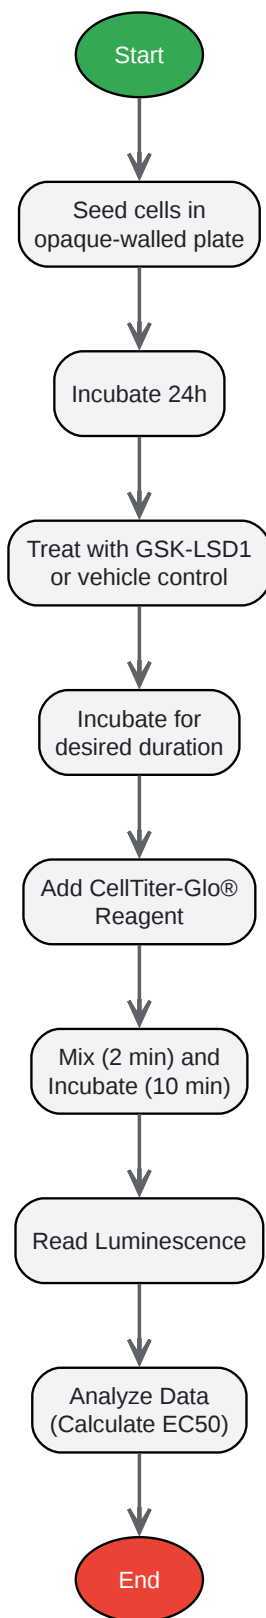 Start
Seed cells in
opaque-walled plate
Incubate 24h
Treat with GSK-LSD1
or vehicle control
Incubate for
desired duration
Add CellTiter-Glo®
Reagent
Mix (2 min) and
Incubate (10 min)
Read Luminescence
Analyze Data
(Calculate EC50)
End